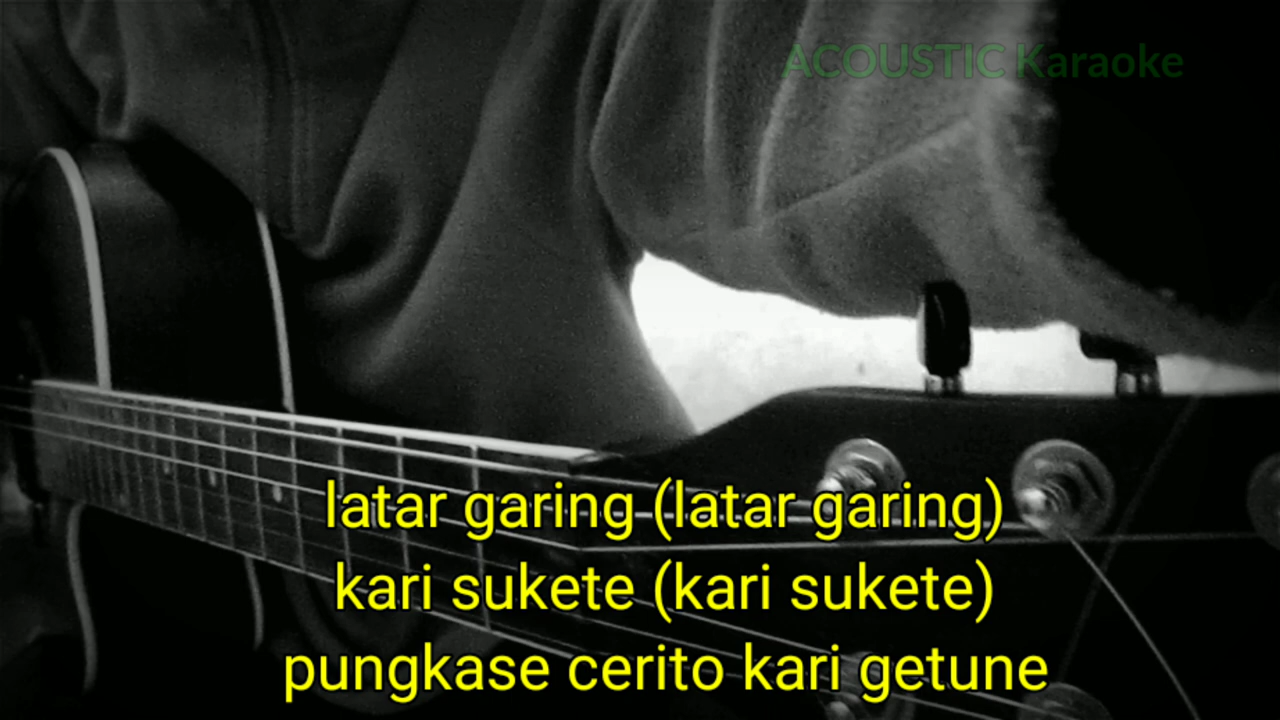 ACOUSTIC Karaoke
latar garing (latar garing)
kari sukete (kari sukete)
pungkase cerito kari getune